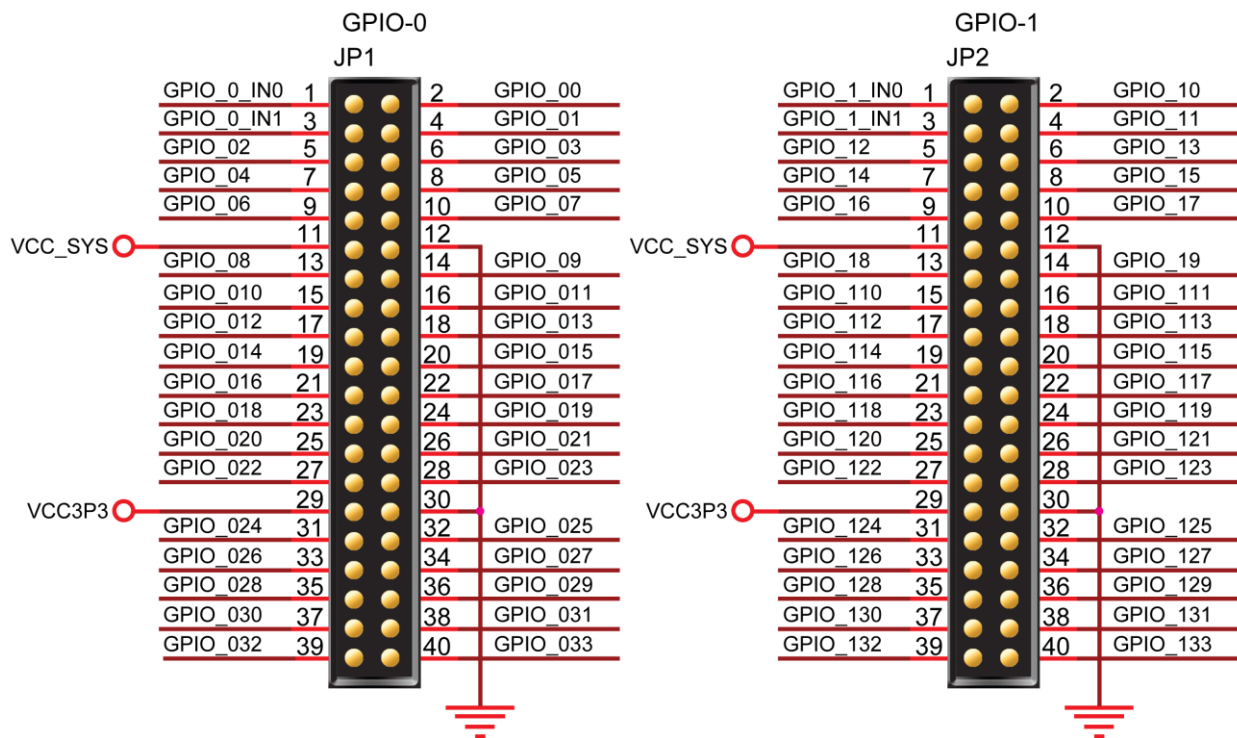 GPIO-0 GPIO-1
JP1 JP2
GPIO_0_IN0 1 2 GPIO_00 GPIO_1_IN0 1 2 GPIO_10
GPIO_0_IN1 3 4 GPIO_01 GPIO_1_IN1 3 4 GPIO_11
GPIO_02 5 6 GPIO_03 GPIO_12 5 6 GPIO_13
GPIO_04 7 8 GPIO_05 GPIO_14 7 8 GPIO_15
GPIO_06 9 10 GPIO_07 GPIO_16 9 10 GPIO_17
VCC_SYS 11 12 VCC_SYS 11 12
GPIO_08 13 14 GPIO_09 GPIO_18 13 14 GPIO_19
GPIO_010 15 16 GPIO_011 GPIO_110 15 16 GPIO_111
GPIO_012 17 18 GPIO_013 GPIO_112 17 18 GPIO_113
GPIO_014 19 20 GPIO_015 GPIO_114 19 20 GPIO_115
GPIO_016 21 22 GPIO_017 GPIO_116 21 22 GPIO_117
GPIO_018 23 24 GPIO_019 GPIO_118 23 24 GPIO_119
GPIO_020 25 26 GPIO_021 GPIO_120 25 26 GPIO_121
GPIO_022 27 28 GPIO_023 GPIO_122 27 28 GPIO_123
VCC3P3 29 30 VCC3P3 29 30
GPIO_024 31 32 GPIO_025 GPIO_124 31 32 GPIO_125
GPIO_026 33 34 GPIO_027 GPIO_126 33 34 GPIO_127
GPIO_028 35 36 GPIO_029 GPIO_128 35 36 GPIO_129
GPIO_030 37 38 GPIO_031 GPIO_130 37 38 GPIO_131
GPIO_032 39 40 GPIO_033 GPIO_132 39 40 GPIO_133